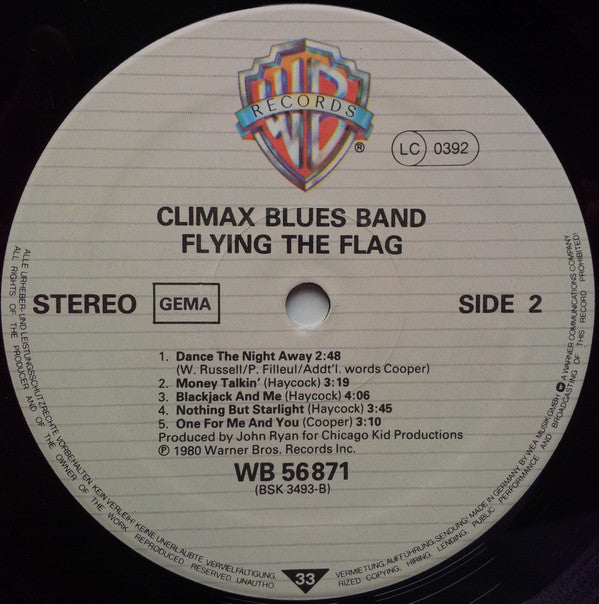 WB
RECORDS
®
LC 0392
CLIMAX BLUES BAND
FLYING THE FLAG
STEREO GEMA SIDE 2
1. Dance The Night Away 2:48
(W. Russell/P. Filleul/Addt'l. words Cooper)
2. Money Talkin' (Haycock) 3:19
3. Blackjack And Me (Haycock) 4:06
4. Nothing But Starlight (Haycock) 3:45
5. One For Me And You (Cooper) 3:10
Produced by John Ryan for Chicago Kid Productions
Ⓟ 1980 Warner Bros. Records Inc.
WB 56 871
(BSK 3493-B)
33
ALLE URHEBER- UND LEISTUNGSSCHUTZRECHTE VORBEHALTEN. KEIN VERLEIH! KEINE UNERLAUBTE VERVIELFÄLTIGUNG, VERMIETUNG, AUFFÜHRUNG, SENDUNG! MADE IN GERMANY BY WEA MUSIK GMBH. A WARNER COMMUNICATIONS COMPANY
ALL RIGHTS OF THE PRODUCER AND OF THE OWNER OF THE WORK REPRODUCED RESERVED. UNAUTHO RIZED COPYING, HIRING, LENDING, PUBLIC PERFORMANCE AND BROADCASTING OF THIS RECORD PROHIBITED!